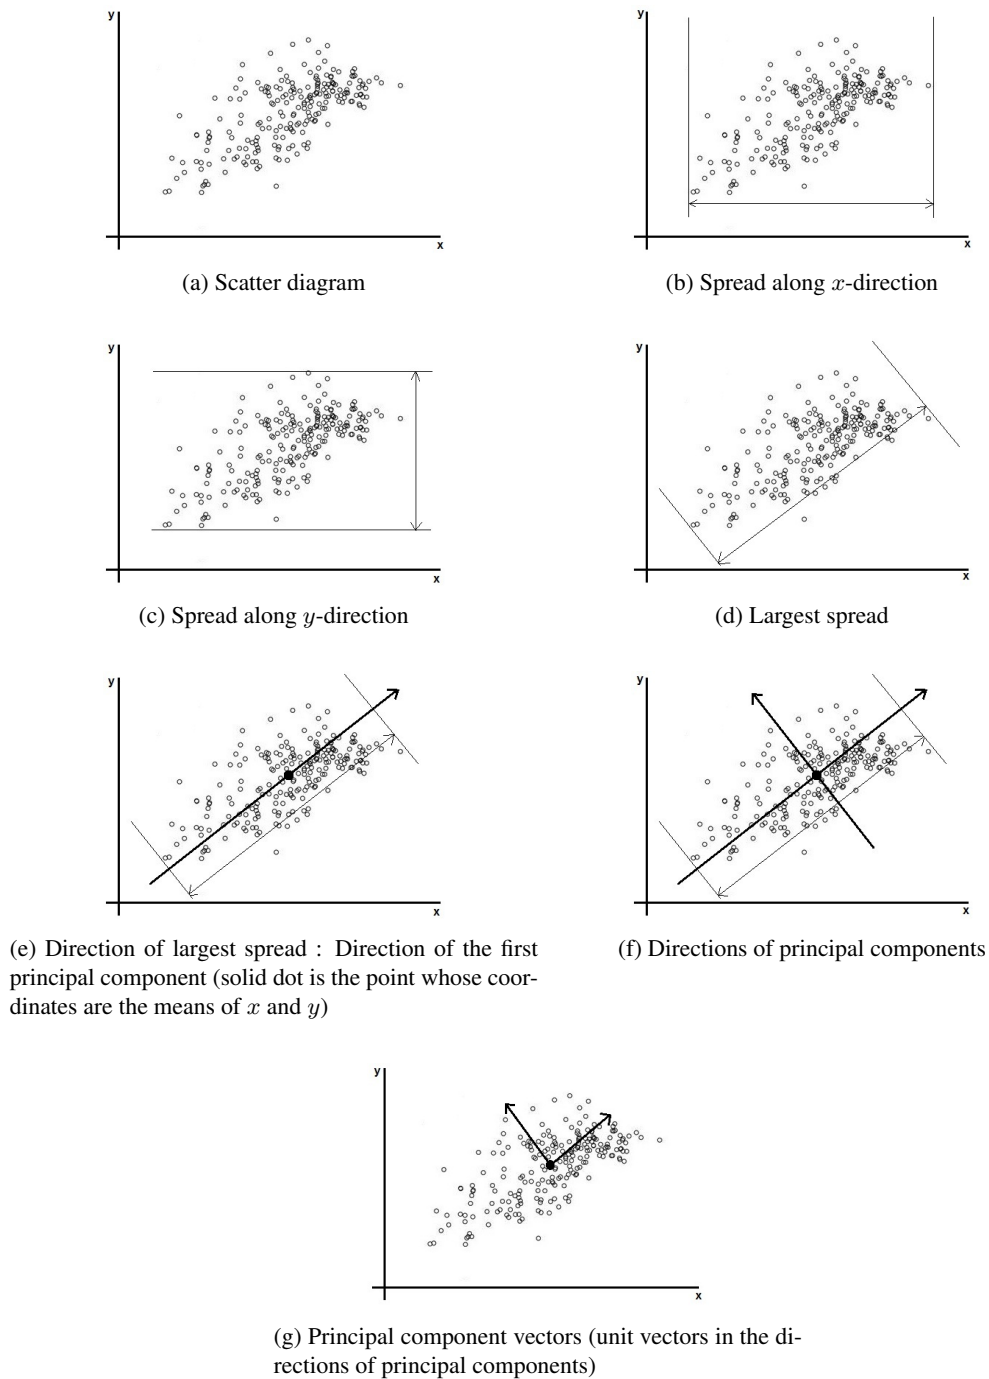 y
y
x
x
(a) Scatter diagram
(b) Spread along x-direction
y
y
x
x
(c) Spread along y-direction
(d) Largest spread
y
y
x
x
(e) Direction of largest spread : Direction of the first
principal component (solid dot is the point whose coor-
dinates are the means of x and y)
(f) Directions of principal components
y
x
(g) Principal component vectors (unit vectors in the di-
rections of principal components)